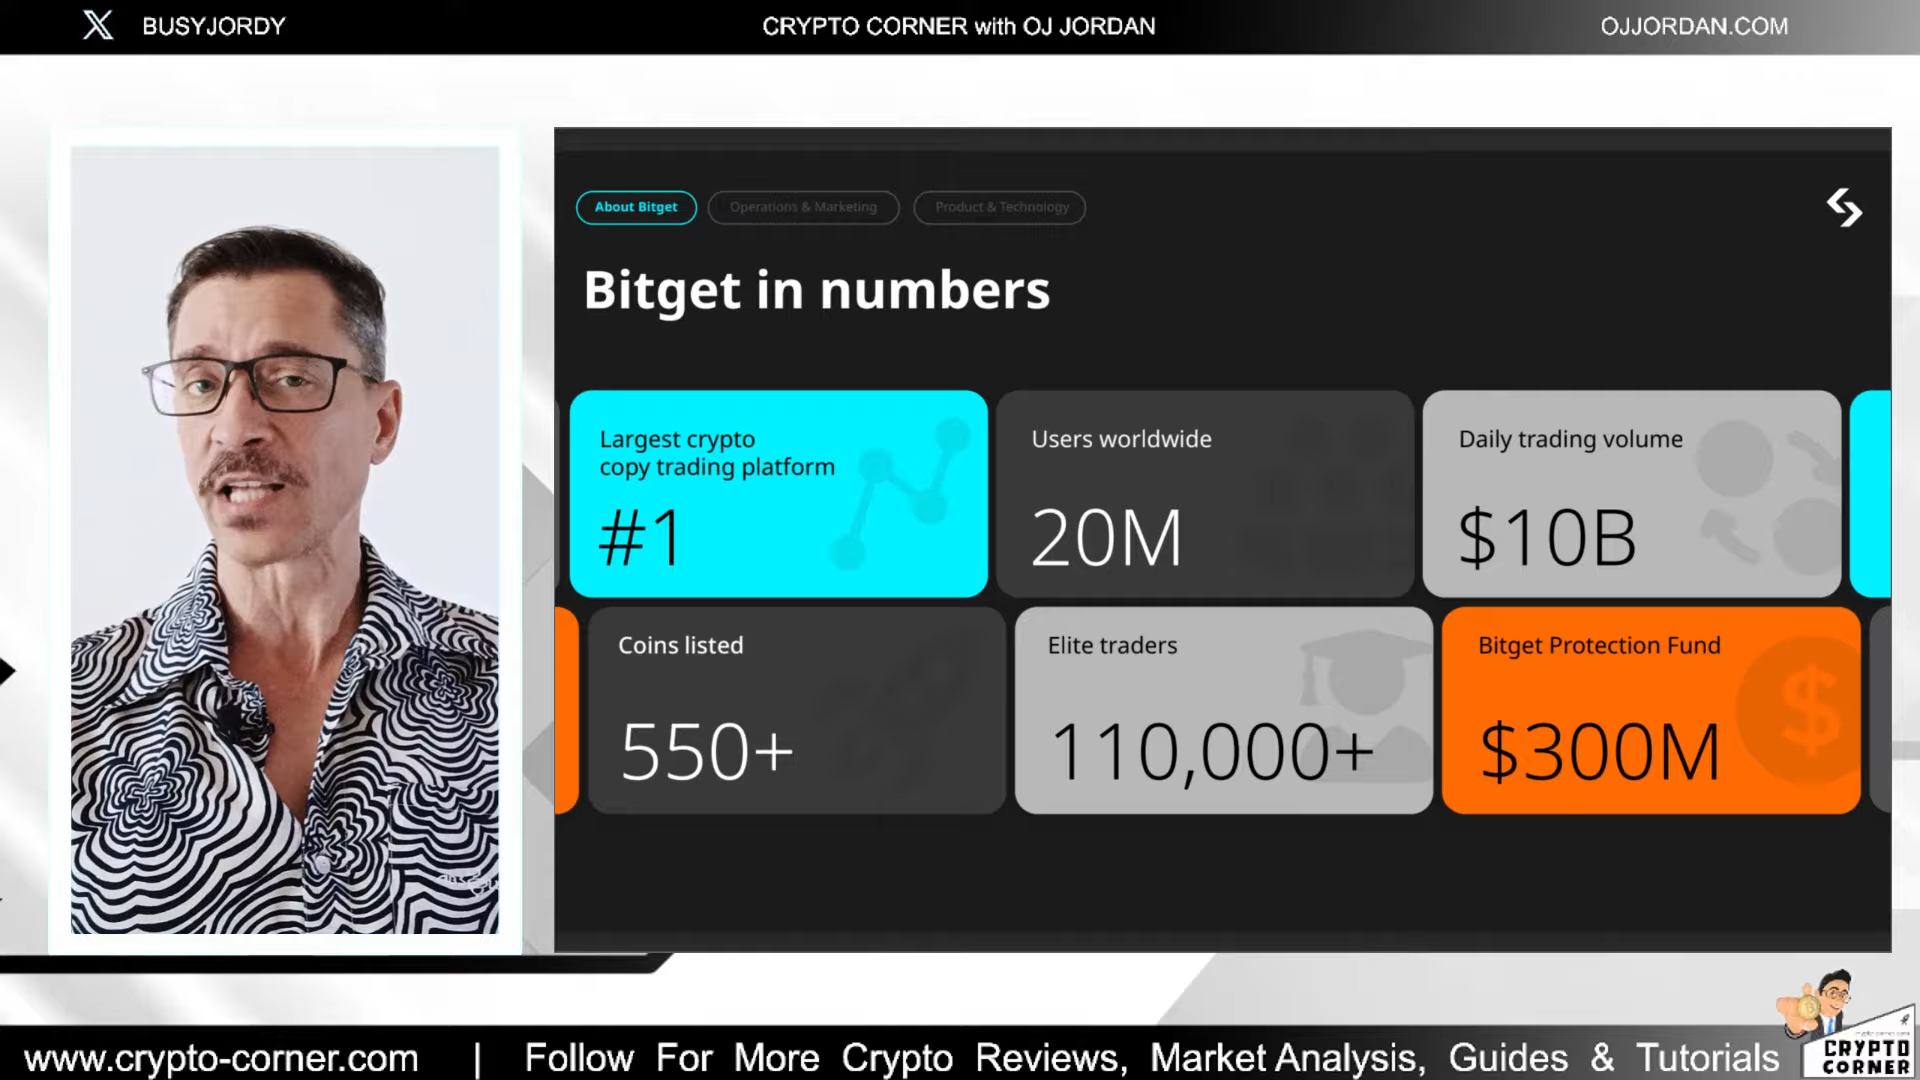 BUSYJORDY
CRYPTO CORNER with OJ JORDAN
OJJORDAN.COM
About Bitget
Operations & Marketing
Product & Technology
Bitget in numbers
Largest crypto
copy trading platform
#1
Users worldwide
20M
Daily trading volume
$10B
Coins listed
550+
Elite traders
110,000+
Bitget Protection Fund
$300M
www.crypto-corner.com | Follow For More Crypto Reviews, Market Analysis, Guides & Tutorials
CRYPTO
CORNER